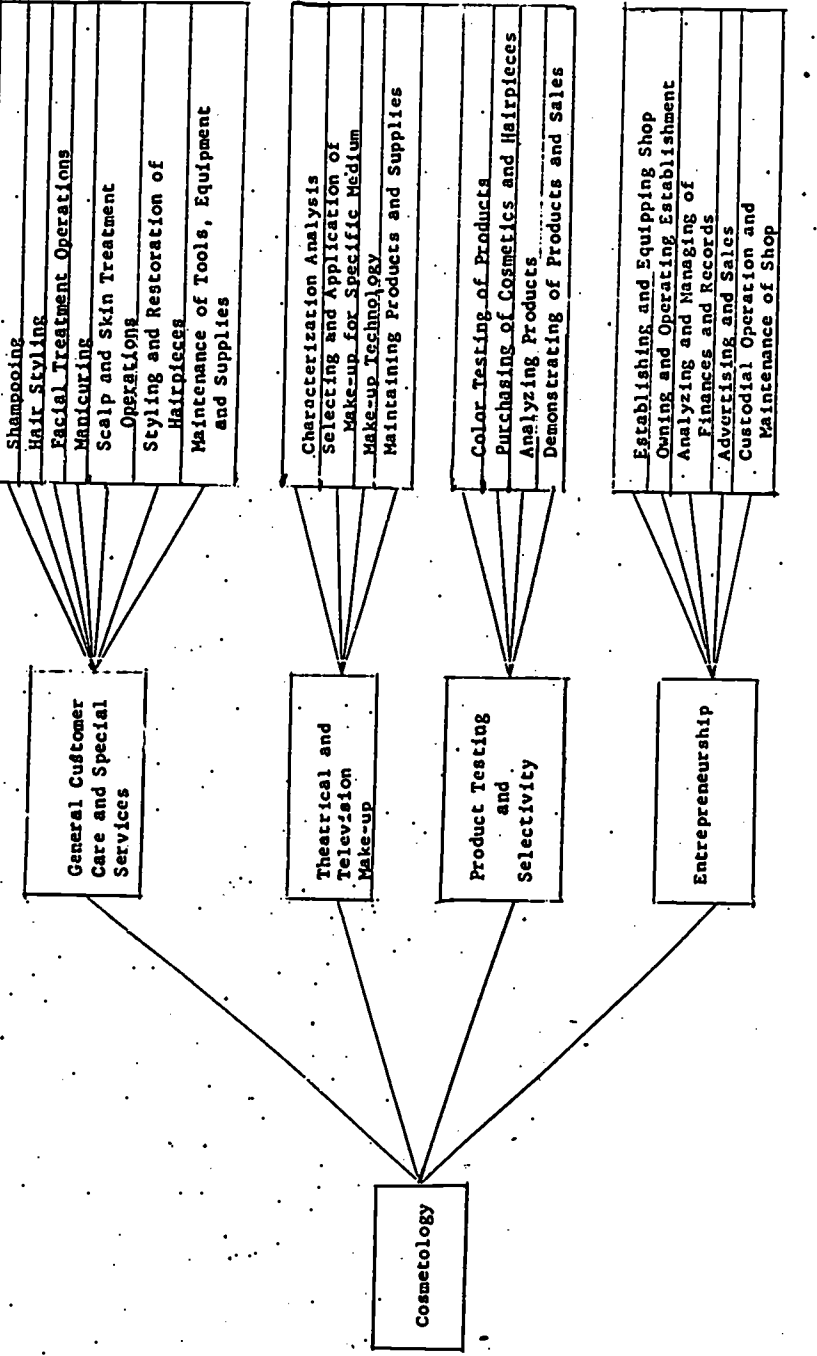 Cosmetology
General Customer
Care and Special
Services
Theatrical and
Television
Make-up
Product Testing
and
Selectivity
Entrepreneurship
Shampooing
Hair Styling
Facial Treatment Operations
Manicuring
Scalp and Skin Treatment
Operations
Styling and Restoration of
Hairpieces
Maintenance of Tools, Equipment
and Supplies
Characterization Analysis
Selecting and Application of
Make-up for Specific Medium
Make-up Technology
Maintaining Products and Supplies
Color Testing of Products
Purchasing of Cosmetics and Hairpieces
Analyzing Products
Demonstrating of Products and Sales
Establishing and Equipping Shop
Owning and Operating Establishment
Analyzing and Managing of
Finances and Records
Advertising and Sales
Custodial Operation and
Maintenance of Shop